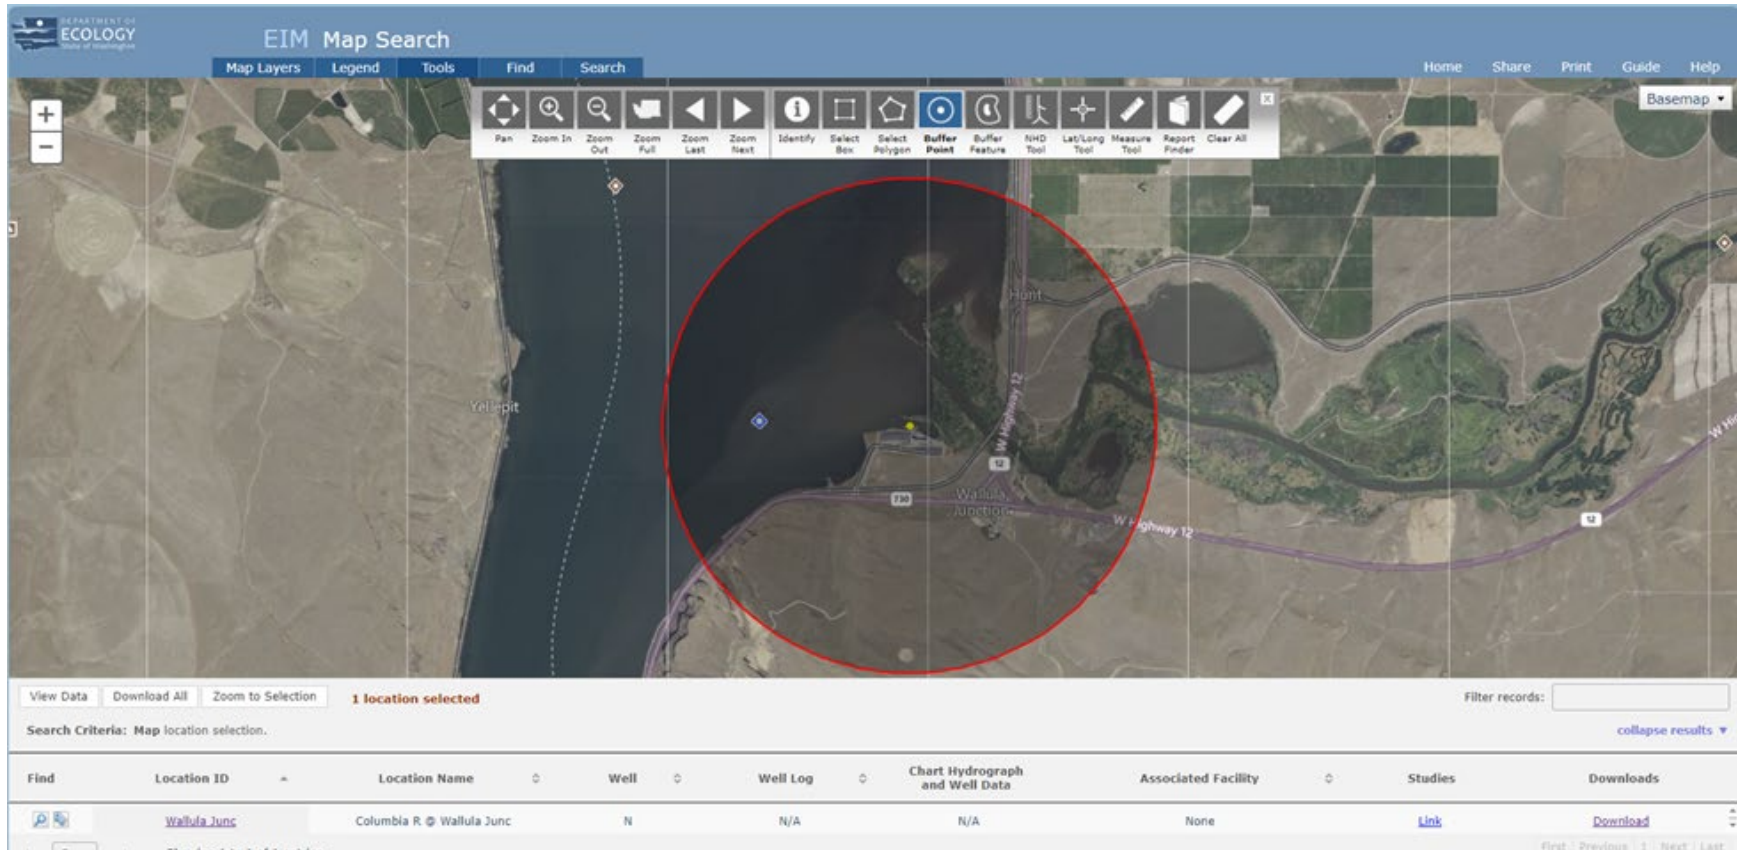 DEPARTMENT OF
ECOLOGY
State of Washington
EIM Map Search
Map Layers Legend Tools Find Search
Home Share Print Guide Help
+
−
Basemap
Pan Zoom In Zoom Out Zoom Full Zoom Last Zoom Next Identify Select Box Select Polygon Buffer Point Buffer Feature NHD Tool Lat/Long Tool Measure Tool Report Finder Clear All
Hunt
Yellepit
W Highway 12
12
730
Wallula
Junction
W Highway 12
12
View Data Download All Zoom to Selection 1 location selected
Filter records:
Search Criteria: Map location selection.
collapse results
Find Location ID Location Name Well Well Log Chart Hydrograph and Well Data Associated Facility Studies Downloads
Wallula Junc Columbia R @ Wallula Junc N N/A N/A None Link Download
First Previous 1 Next Last